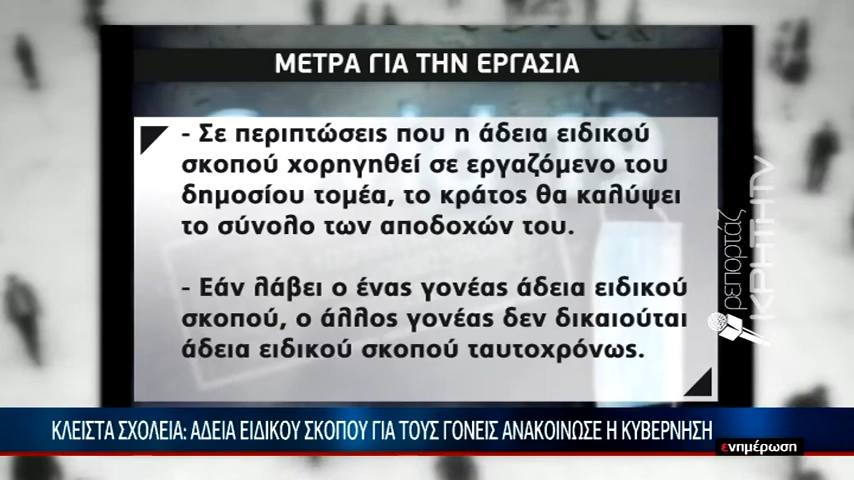 ΜΕΤΡΑ ΓΙΑ ΤΗΝ ΕΡΓΑΣΙΑ
- Σε περιπτώσεις που η άδεια ειδικού
σκοπού χορηγηθεί σε εργαζόμενο του
δημοσίου τομέα, το κράτος θα καλύψει
το σύνολο των αποδοχών του.
- Εάν λάβει ο ένας γονέας άδεια ειδικού
σκοπού, ο άλλος γονέας δεν δικαιούται
άδεια ειδικού σκοπού ταυτοχρόνως.
ρεπορτάζ
ΚΡΗΤΗTV
ΚΛΕΙΣΤΑ ΣΧΟΛΕΙΑ: ΑΔΕΙΑ ΕΙΔΙΚΟΥ ΣΚΟΠΟΥ ΓΙΑ ΤΟΥΣ ΓΟΝΕΙΣ ΑΝΑΚΟΙΝΩΣΕ Η ΚΥΒΕΡΝΗΣΗ
ενημέρωση